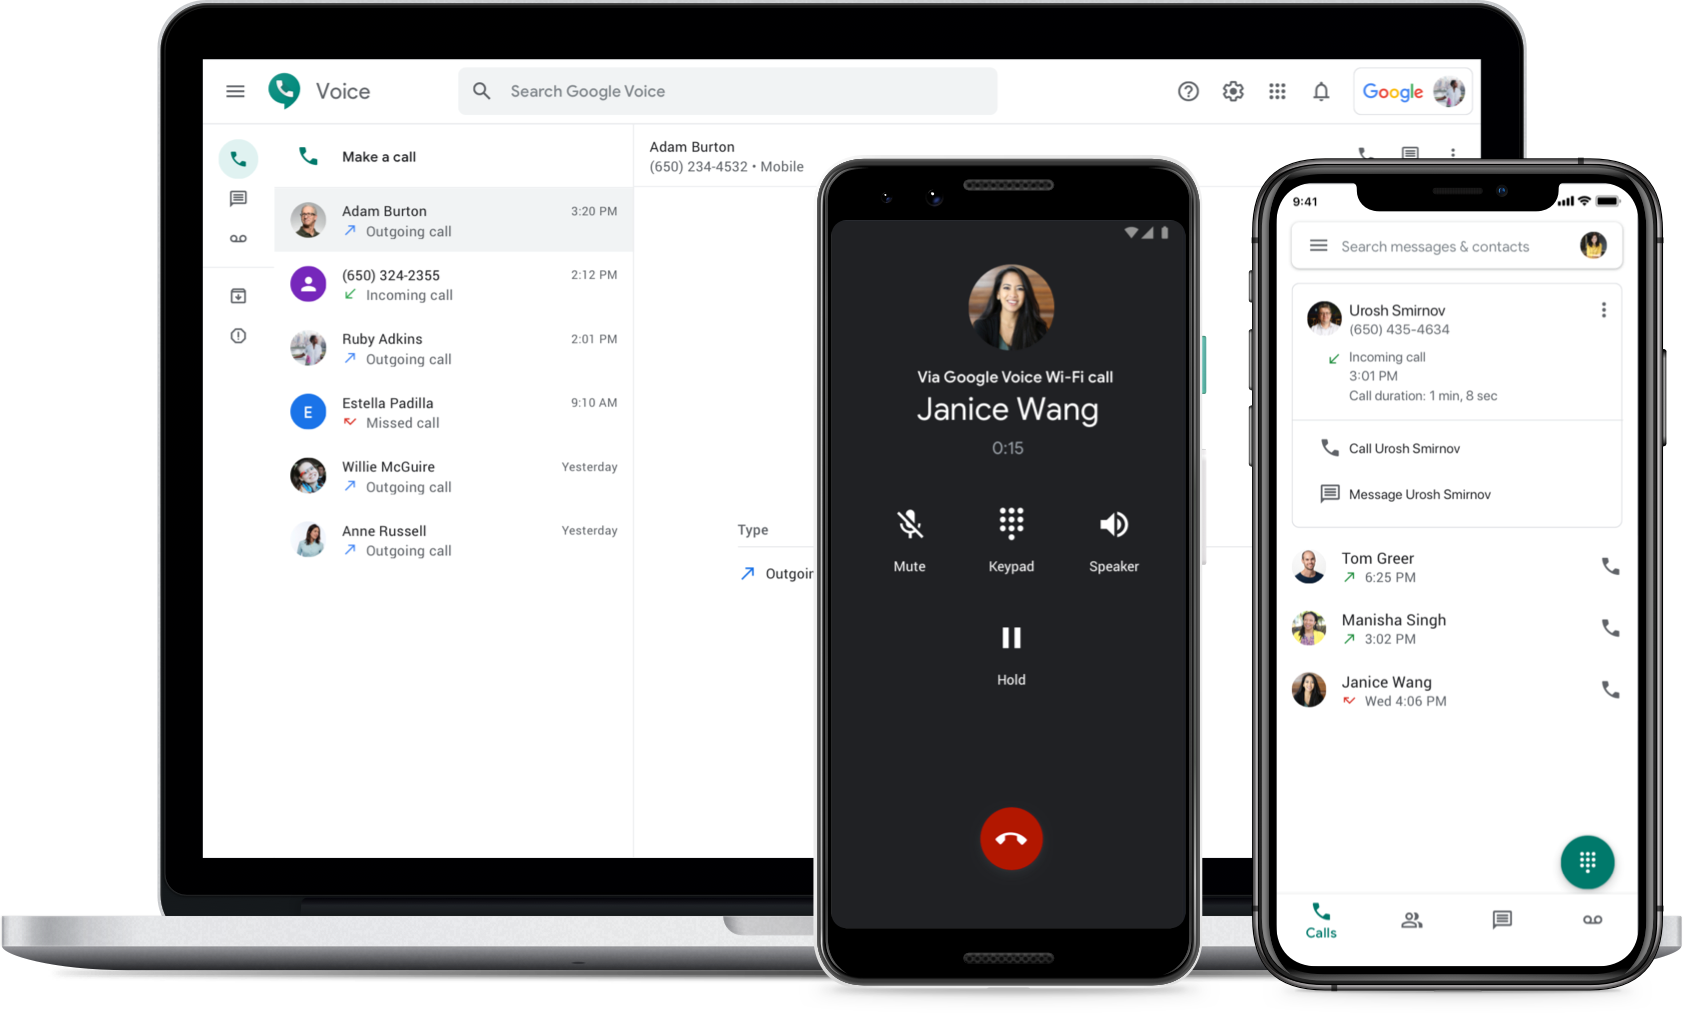 Voice
Search Google Voice
Google
Make a call
Adam Burton
3:20 PM
Outgoing call
(650) 324-2355
2:12 PM
Incoming call
Ruby Adkins
2:01 PM
Outgoing call
E
Estella Padilla
9:10 AM
Missed call
Willie McGuire
Yesterday
Outgoing call
Anne Russell
Yesterday
Outgoing call
Adam Burton
(650) 234-4532 • Mobile
Type
Outgoin
Via Google Voice Wi-Fi call
Janice Wang
0:15
Mute
Keypad
Speaker
Hold
9:41
Search messages & contacts
Urosh Smirnov
(650) 435-4634
Incoming call
3:01 PM
Call duration: 1 min, 8 sec
Call Urosh Smirnov
Message Urosh Smirnov
Tom Greer
6:25 PM
Manisha Singh
3:02 PM
Janice Wang
Wed 4:06 PM
Calls